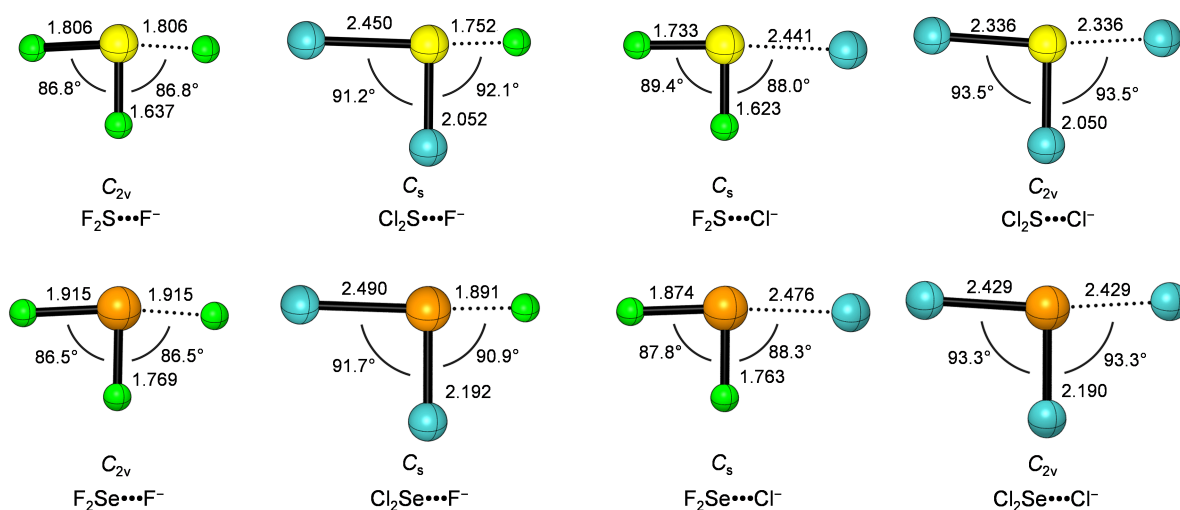 1.806 1.806
86.8° 86.8°
1.637
C2v
F2S•••F−
2.450 1.752
91.2° 92.1°
2.052
Cs
Cl2S•••F−
1.733 2.441
89.4° 88.0°
1.623
Cs
F2S•••Cl−
2.336 2.336
93.5° 93.5°
2.050
C2v
Cl2S•••Cl−
1.915 1.915
86.5° 86.5°
1.769
C2v
F2Se•••F−
2.490 1.891
91.7° 90.9°
2.192
Cs
Cl2Se•••F−
1.874 2.476
87.8° 88.3°
1.763
Cs
F2Se•••Cl−
2.429 2.429
93.3° 93.3°
2.190
C2v
Cl2Se•••Cl−